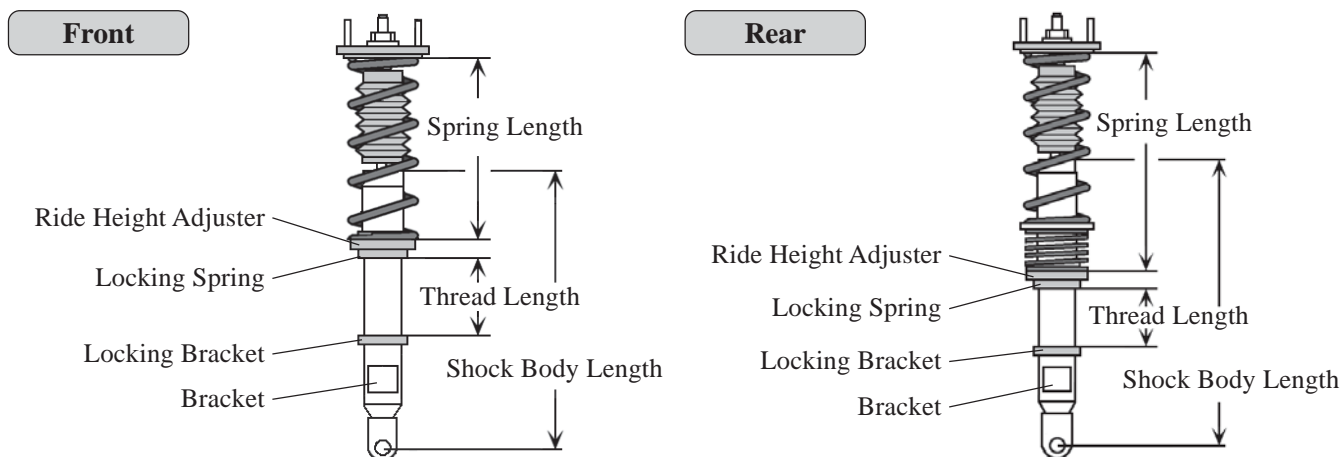 Front
Spring Length
Ride Height Adjuster
Locking Spring
Thread Length
Locking Bracket
Shock Body Length
Bracket
Rear
Spring Length
Ride Height Adjuster
Locking Spring
Thread Length
Locking Bracket
Shock Body Length
Bracket